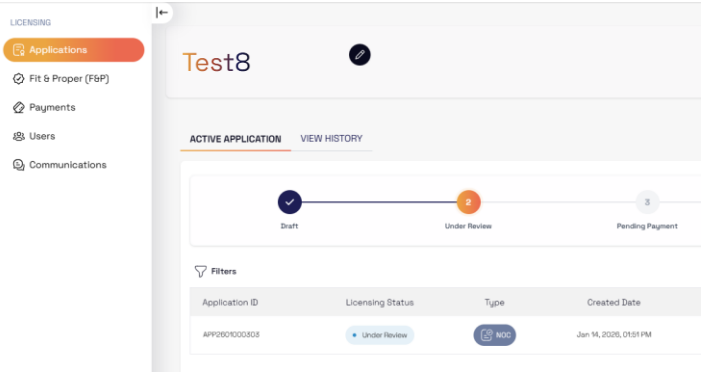 LICENSING
Applications
Fit & Proper (F&P)
Payments
Users
Communications
Test8
ACTIVE APPLICATION VIEW HISTORY
2 3
Draft Under Review Pending Payment
Filters
Application ID Licensing Status Type Created Date
APP2601000303 Under Review NOC Jan 14, 2026, 01:51 PM